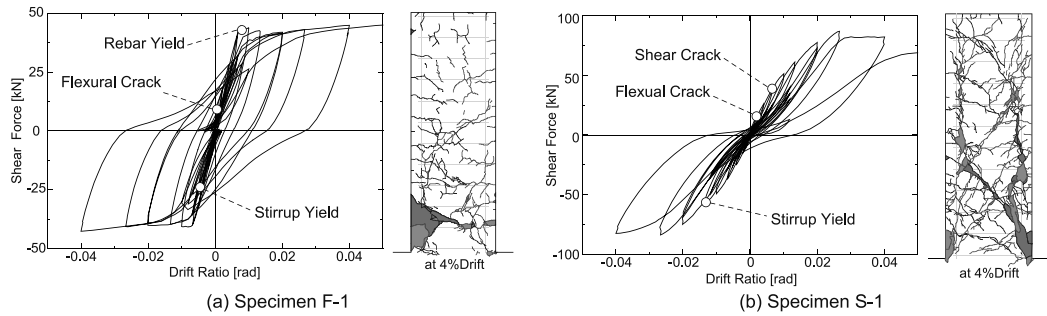 50
25
0
-25
-50
Shear Force [kN]
Rebar Yield
Flexural Crack
Stirrup Yield
-0.04
-0.02
0
0.02
0.04
Drift Ratio [rad]
at 4%Drift
(a) Specimen F-1
100
50
0
-50
-100
Shear Force [kN]
Shear Crack
Flexual Crack
Stirrup Yield
-0.04
-0.02
0
0.02
0.04
Drift Ratio [rad]
at 4%Drift
(b) Specimen S-1